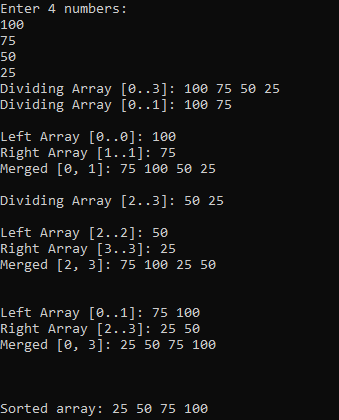 Enter 4 numbers:
100
75
50
25
Dividing Array [0..3]: 100 75 50 25
Dividing Array [0..1]: 100 75
Left Array [0..0]: 100
Right Array [1..1]: 75
Merged [0, 1]: 75 100 50 25
Dividing Array [2..3]: 50 25
Left Array [2..2]: 50
Right Array [3..3]: 25
Merged [2, 3]: 75 100 25 50
Left Array [0..1]: 75 100
Right Array [2..3]: 25 50
Merged [0, 3]: 25 50 75 100
Sorted array: 25 50 75 100